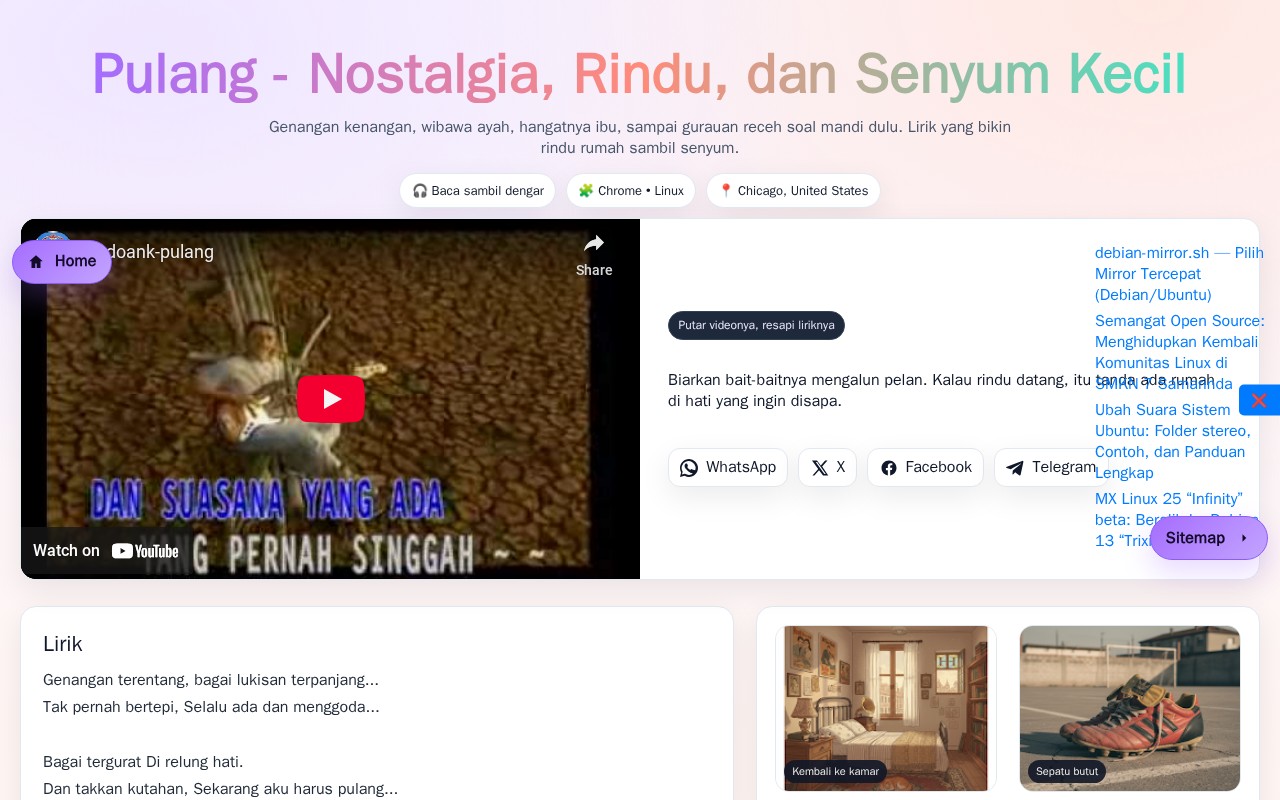 Pulang - Nostalgia, Rindu, dan Senyum Kecil
Genangan kenangan, wibawa ayah, hangatnya ibu, sampai gurauan receh soal mandi dulu. Lirik yang bikin
rindu rumah sambil senyum.
Baca sambil dengar
Chrome • Linux
Chicago, United States
Home
doank-pulang
Share
DAN SUASANA YANG ADA
G PERNAH SINGGAH ~ ~
Watch on YouTube
Putar videonya, resapi liriknya
Biarkan bait-baitnya mengalun pelan. Kalau rindu datang, itu tanda ada rumah
di hati yang ingin disapa.
WhatsApp
X
Facebook
Telegram
debian-mirror.sh — Pilih
Mirror Tercepat
(Debian/Ubuntu)
Semangat Open Source:
Menghidupkan Kembali
Komunitas Linux di
SMKN 7 Samarinda
Ubah Suara Sistem
Ubuntu: Folder stereo,
Contoh, dan Panduan
Lengkap
MX Linux 25 “Infinity”
beta:
13
Sitemap
Lirik
Genangan terentang, bagai lukisan terpanjang...
Tak pernah bertepi, Selalu ada dan menggoda...
Bagai tergurat Di relung hati.
Dan takkan kutahan, Sekarang aku harus pulang...
Kembali ke kamar
Sepatu butut